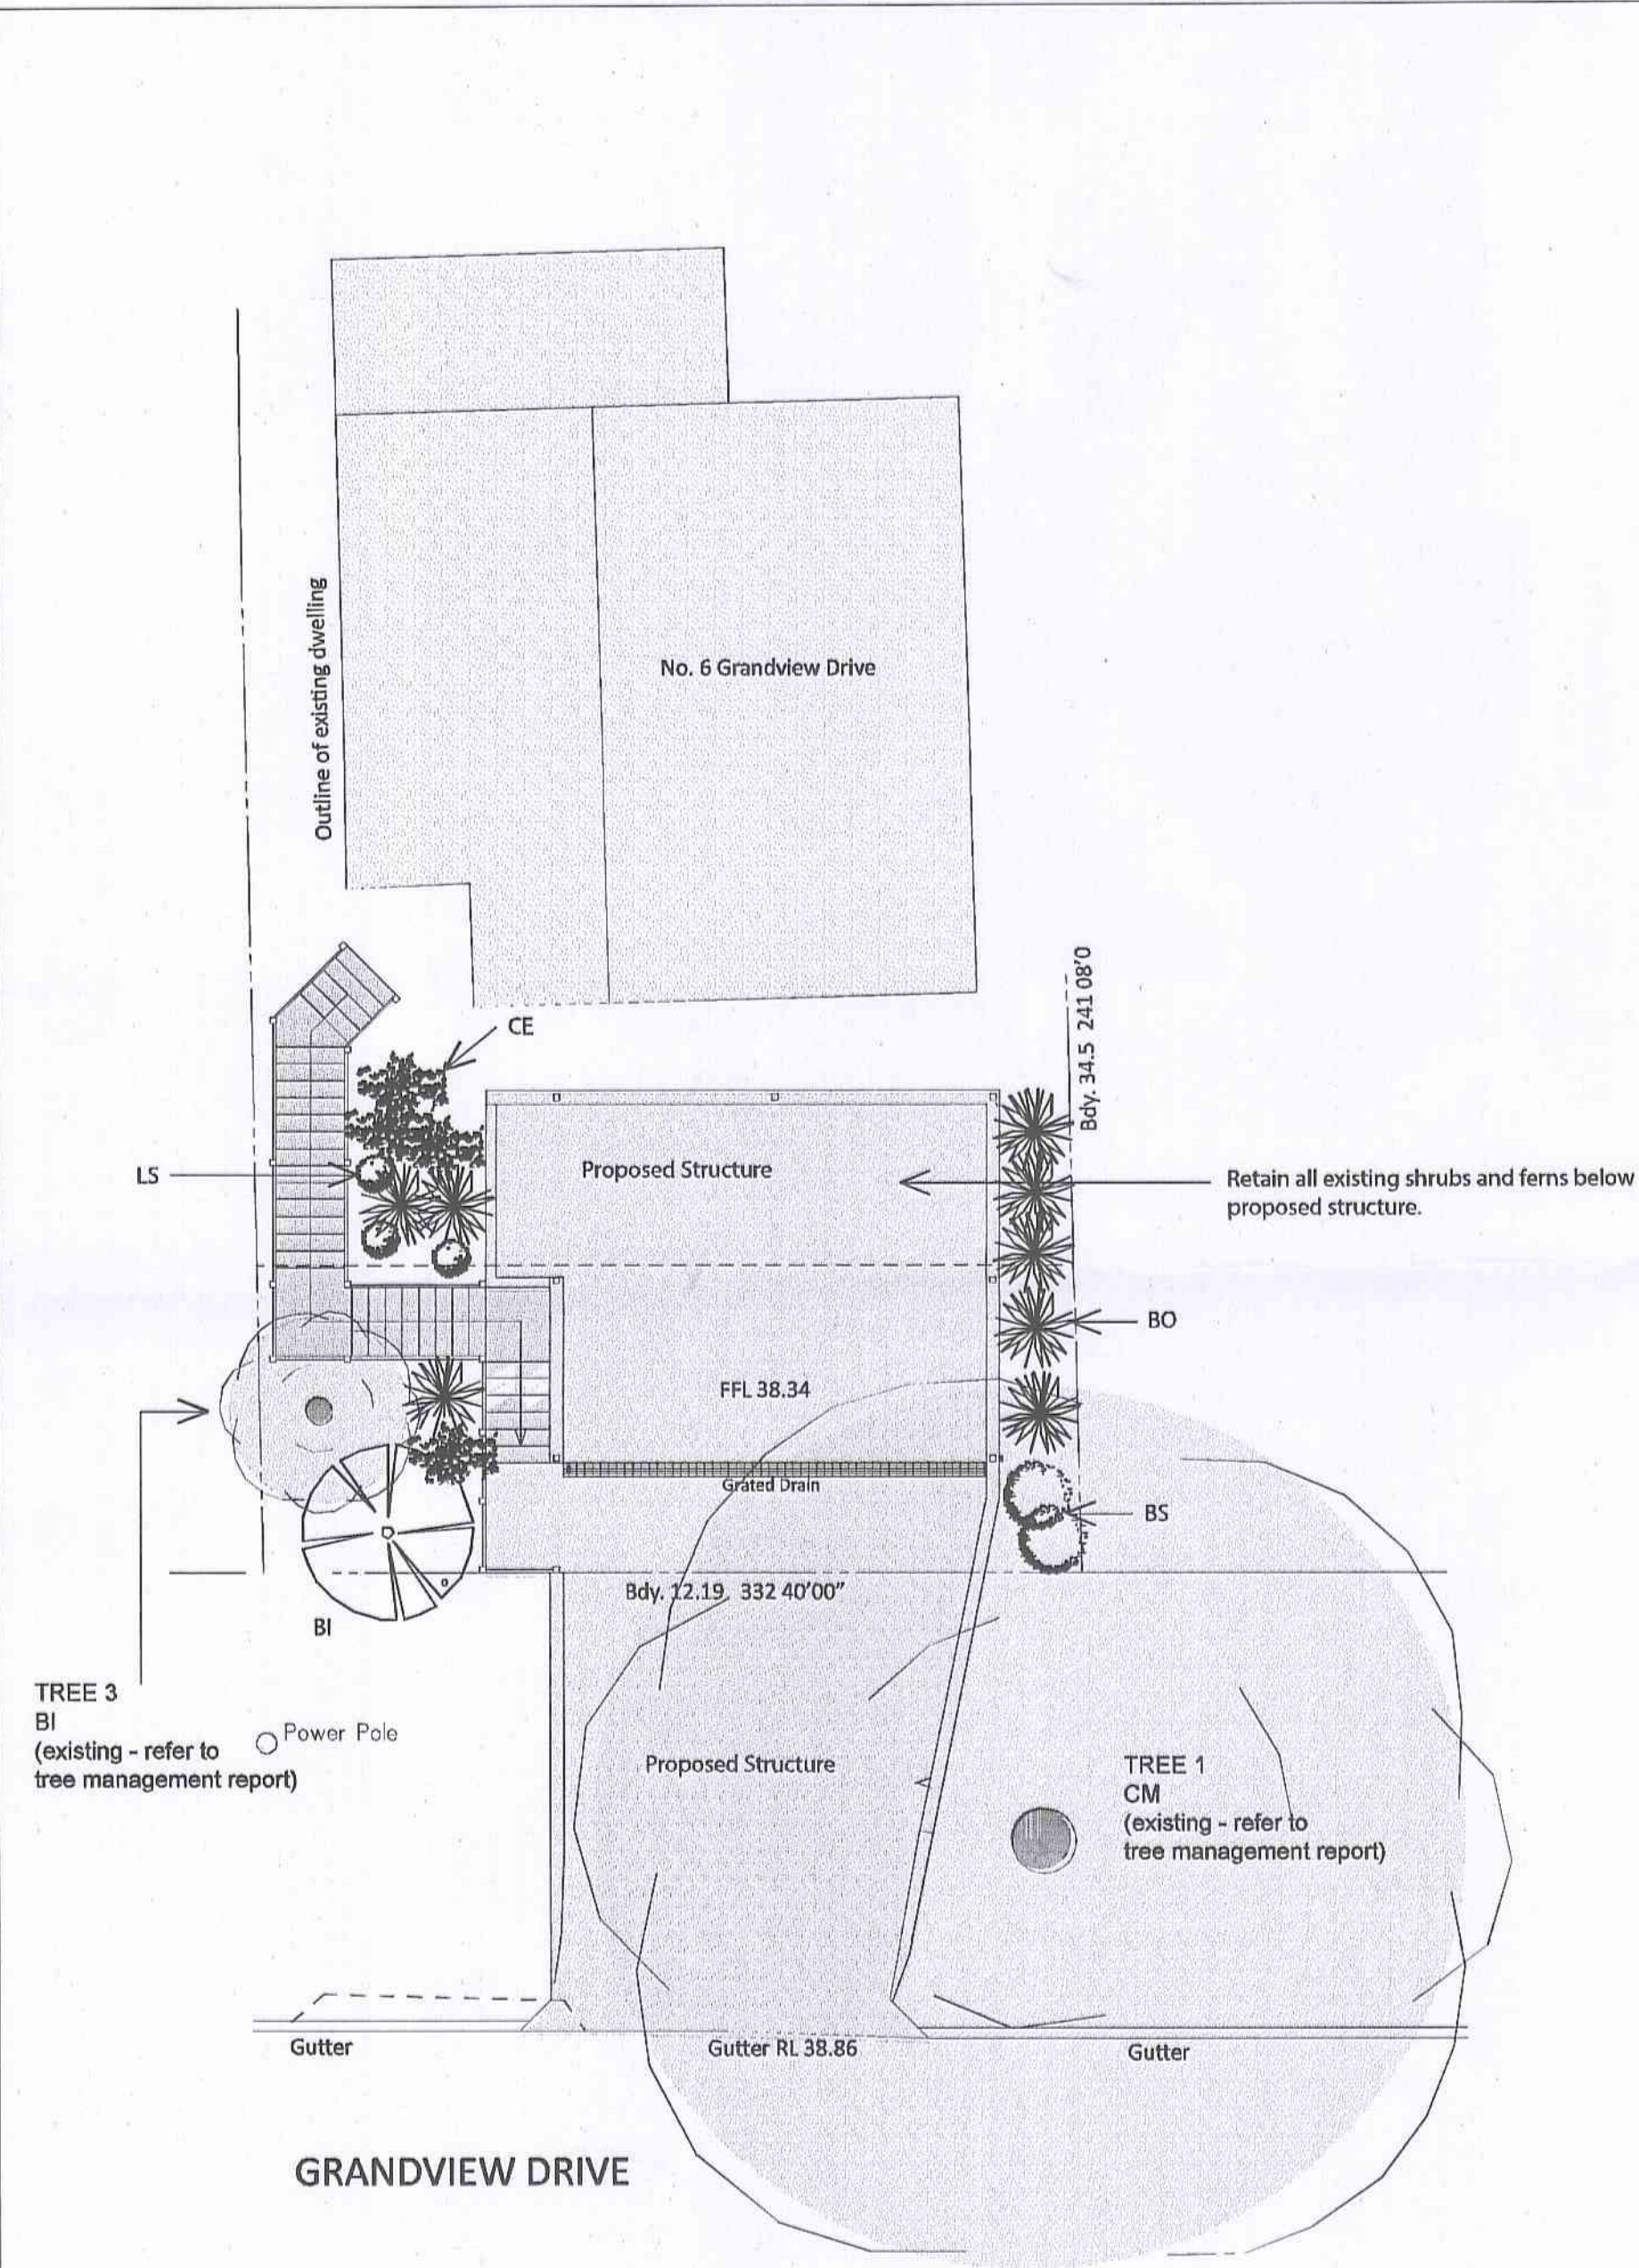 Outline of existing dwelling
No. 6 Grandview Drive
CE
Bdy. 34.5  241 08'0
LS
Proposed Structure
Retain all existing shrubs and ferns below
proposed structure.
BO
FFL 38.34
Grated Drain
BS
Bdy. 12.19  332 40'00"
BI
TREE 3
BI
(existing - refer to
tree management report)
Power Pole
Proposed Structure
TREE 1
CM
(existing - refer to
tree management report)
Gutter
Gutter RL 38.86
Gutter
GRANDVIEW DRIVE